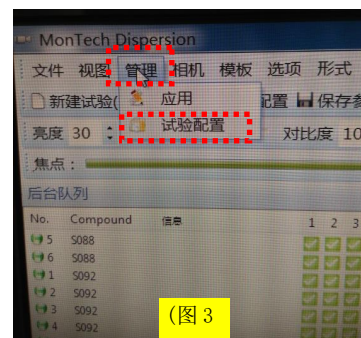 MonTech Dispersion
文件 视图 管理 相机 模板 选项 形式
新建试验( 应用 配置 保存参
亮度 30 试验配置 对比度 10
焦点：
后台队列
No. Compound 信息 1 2 3
5 S088
6 S088
1 S092
2 S092
3 S092
4 S092
(图 3